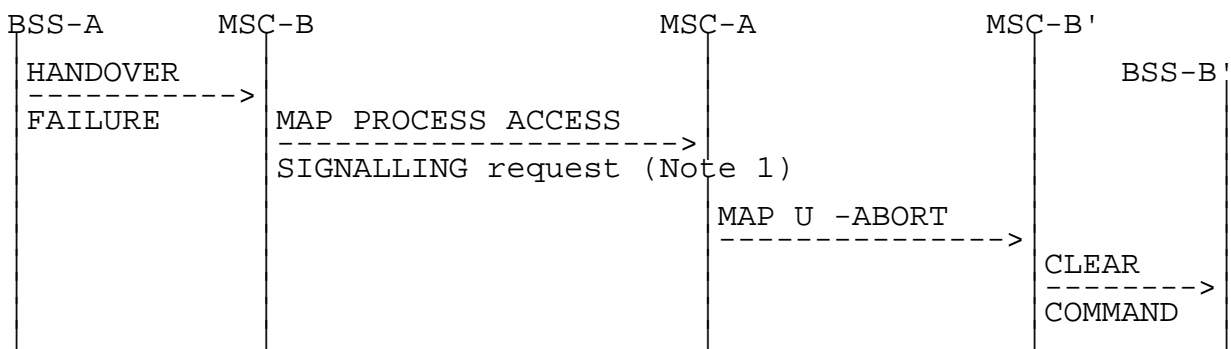 BSS-A MSC-B MSC-A MSC-B'
HANDOVER BSS-B'
FAILURE MAP PROCESS ACCESS
SIGNALLING request (Note 1)
MAP U -ABORT
CLEAR
COMMAND